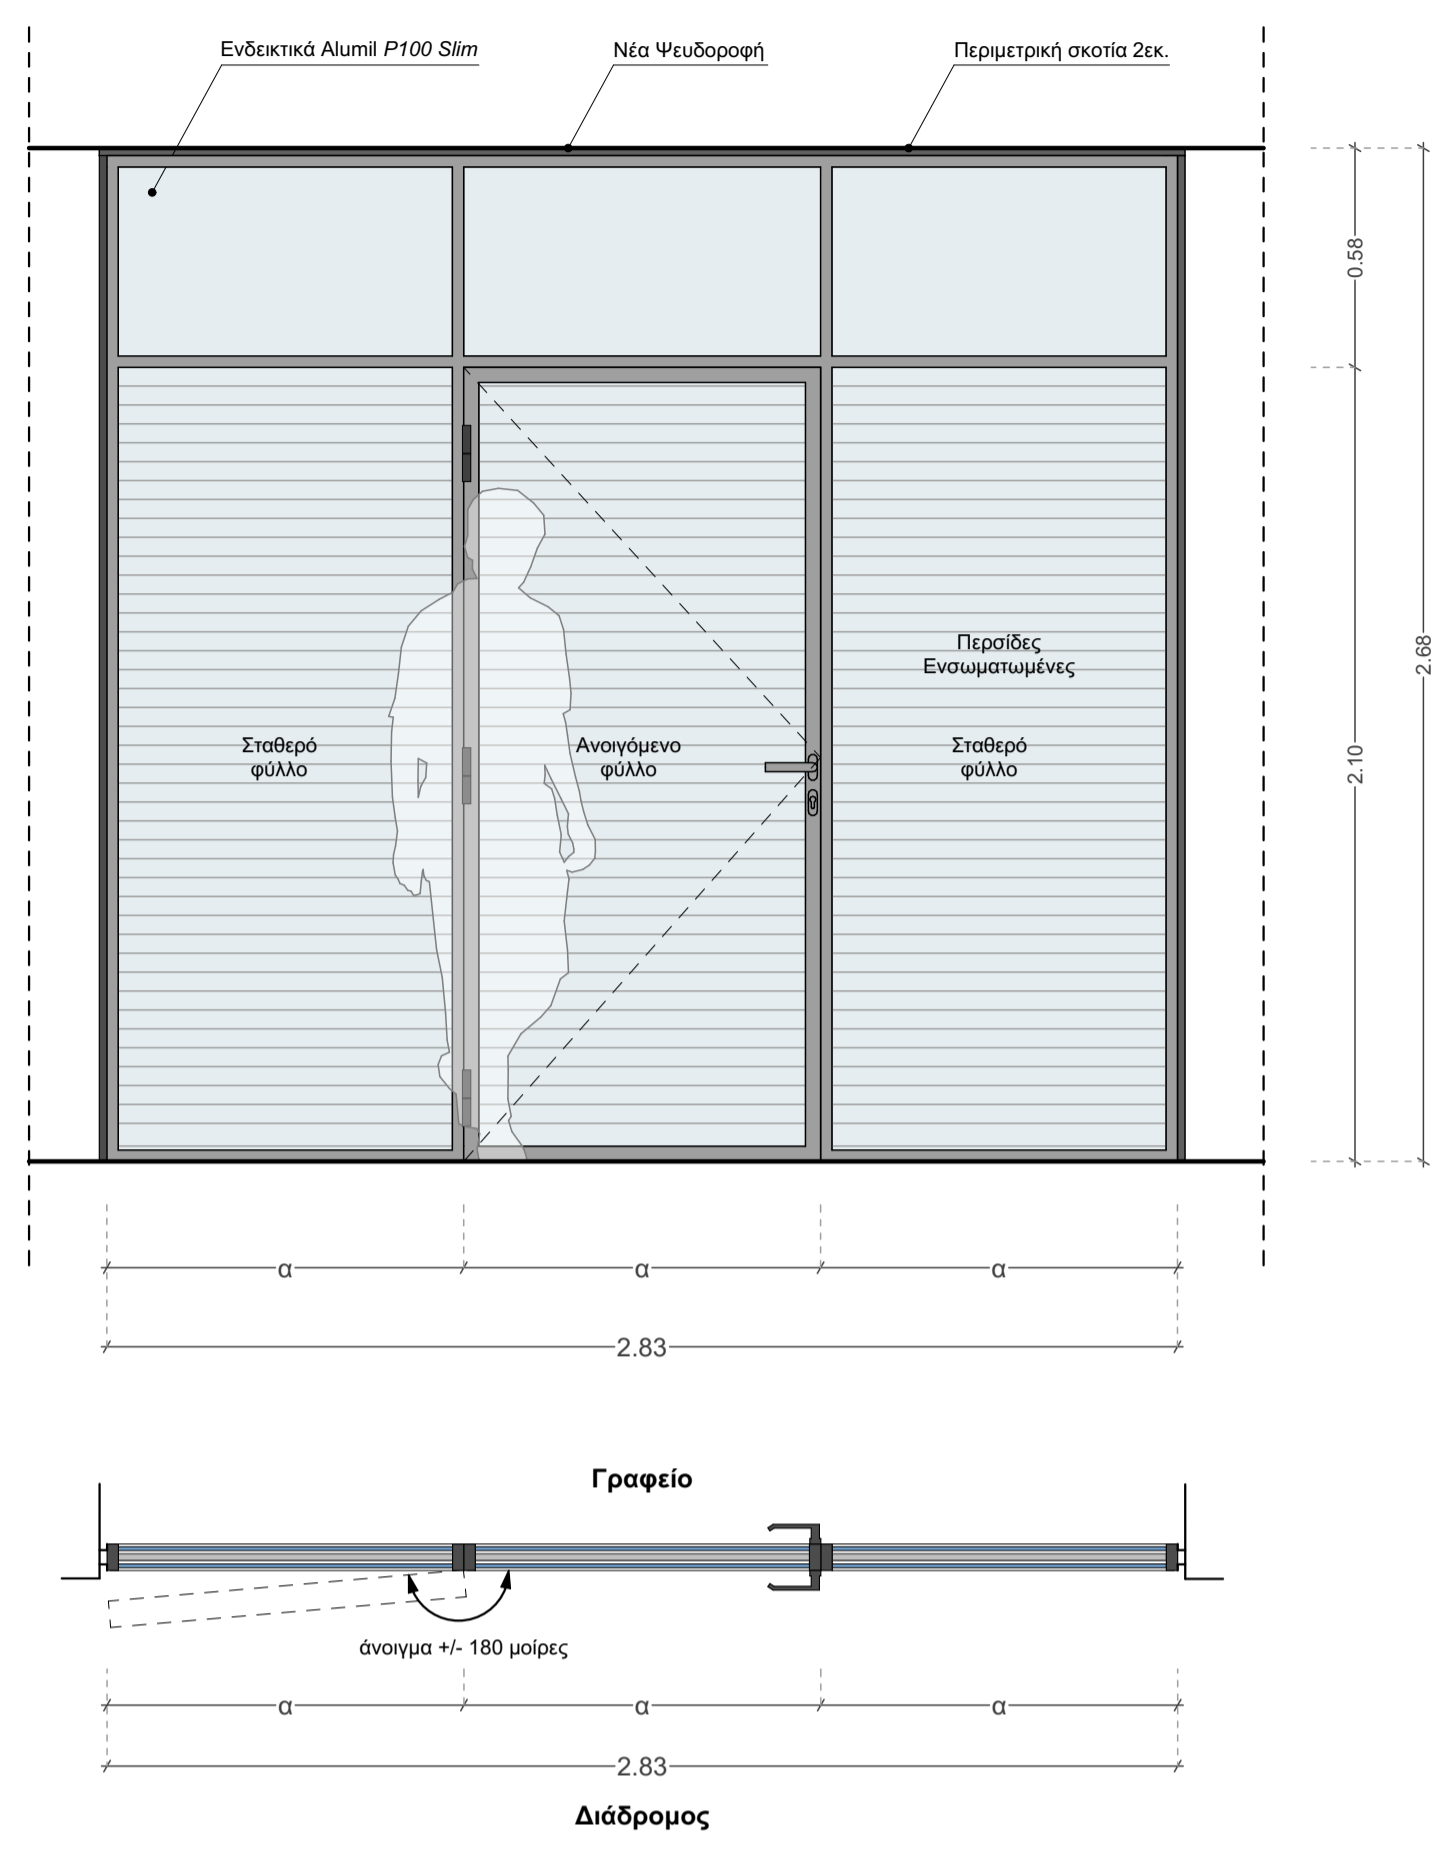 Ενδεικτικά Alumil P100 Slim
Νέα Ψευδοροφή
Περιμετρική σκοτία 2εκ.
0.58
2.68
Περσίδες
Ενσωματωμένες
Σταθερό
φύλλο
Ανοιγόμενο
φύλλο
Σταθερό
φύλλο
2.10
α
α
α
2.83
Γραφείο
άνοιγμα +/- 180 μοίρες
α
α
α
2.83
Διάδρομος